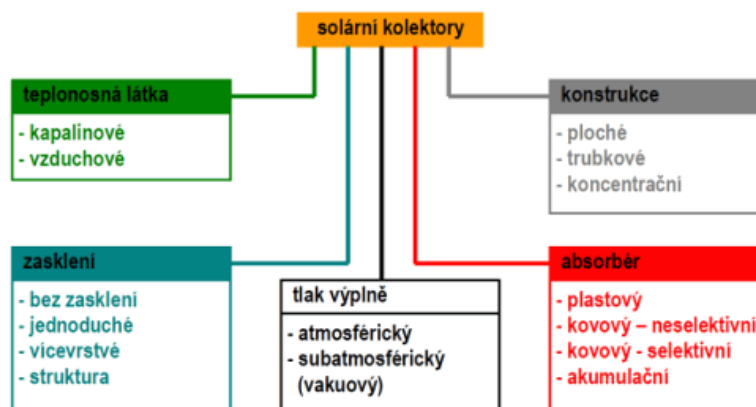 solární kolektory
teplonosná látka
- kapalinové
- vzduchové
konstrukce
- ploché
- trubkové
- koncentrační
zasklení
- bez zasklení
- jednoduché
- vícevrstvé
- struktura
tlak výplně
- atmosférický
- subatmosférický
(vakuový)
absorbér
- plastový
- kovový – neselektivní
- kovový - selektivní
- akumulační